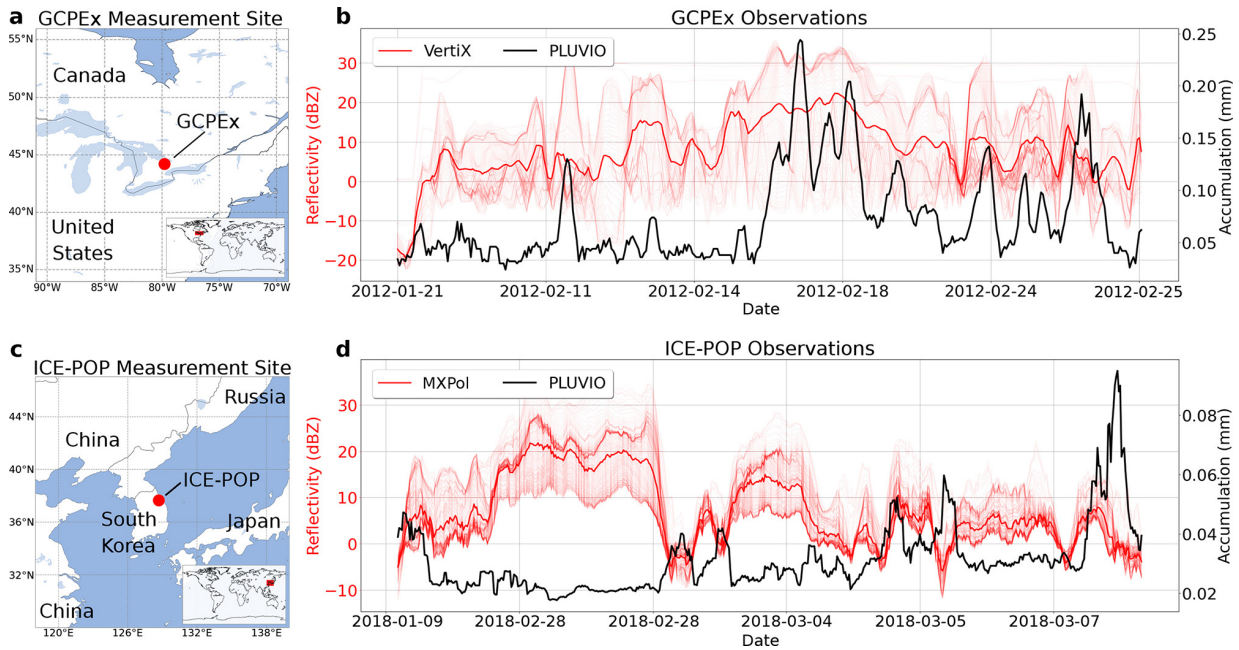 a
GCPEx Measurement Site
55°N
50°N
45°N
40°N
35°N
Canada
GCPEx
United
States
90°W 85°W 80°W 75°W 70°W
b
GCPEx Observations
VertiX PLUVIO
Reflectivity (dBZ)
30
20
10
0
−10
−20
0.25
0.20
0.15
0.10
0.05
Accumulation (mm)
2012-01-21 2012-02-11 2012-02-14 2012-02-18 2012-02-24 2012-02-25
Date
c
ICE-POP Measurement Site
44°N
40°N
36°N
32°N
Russia
China
ICE-POP
South
Korea
Japan
China
120°E 126°E 132°E 138°E
d
ICE-POP Observations
MXPol PLUVIO
Reflectivity (dBZ)
30
20
10
0
−10
0.08
0.06
0.04
0.02
Accumulation (mm)
2018-01-09 2018-02-28 2018-02-28 2018-03-04 2018-03-05 2018-03-07
Date